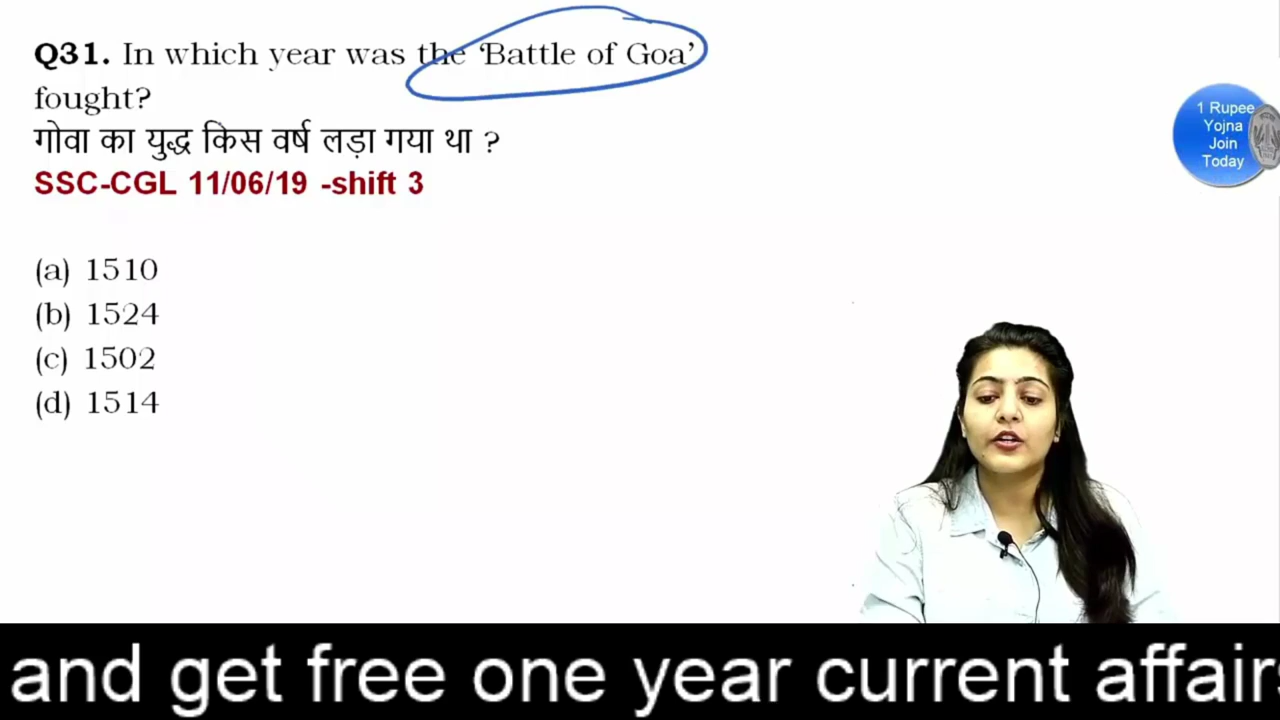 Q31. In which year was the ‘Battle of Goa’
fought?
गोवा का युद्ध किस वर्ष लड़ा गया था ?
SSC-CGL 11/06/19 -shift 3
(a) 1510
(b) 1524
(c) 1502
(d) 1514
1 Rupee
Yojna
Join
Today
and get free one year current affairs